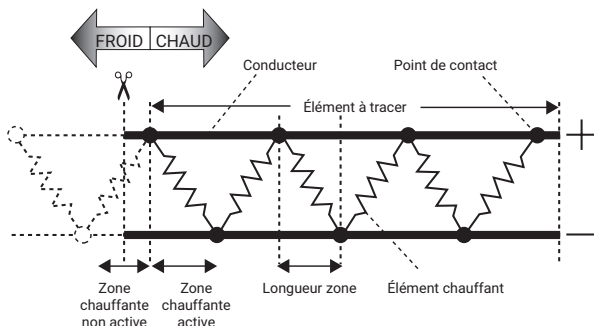 FROID CHAUD
Conducteur
Point de contact
Élément à tracer
+
−
Zone
chauffante
non active
Zone
chauffante
active
Longueur zone
Élément chauffant